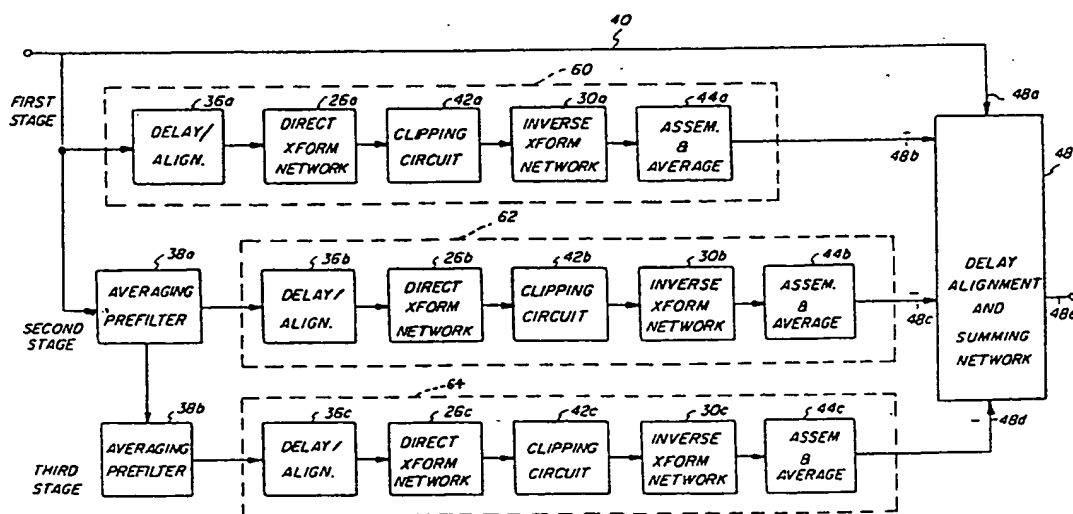 40
60
FIRST
STAGE
36a
26a
42a
30a
44a
48a
DELAY/
ALIGN.
DIRECT
XFORM
NETWORK
CLIPPING
CIRCUIT
INVERSE
XFORM
NETWORK
ASSEM.
&
AVERAGE
-
48b
48
62
38a
36b
26b
42b
30b
44b
AVERAGING
PREFILTER
DELAY/
ALIGN.
DIRECT
XFORM
NETWORK
CLIPPING
CIRCUIT
INVERSE
XFORM
NETWORK
ASSEM.
&
AVERAGE
-
48c
DELAY
ALIGNMENT
AND
SUMMING
NETWORK
48e
SECOND
STAGE
64
38b
36c
26c
42c
30c
44c
- 48d
AVERAGING
PREFILTER
DELAY/
ALIGN.
DIRECT
XFORM
NETWORK
CLIPPING
CIRCUIT
INVERSE
XFORM
NETWORK
ASSEM
&
AVERAGE
THIRD
STAGE